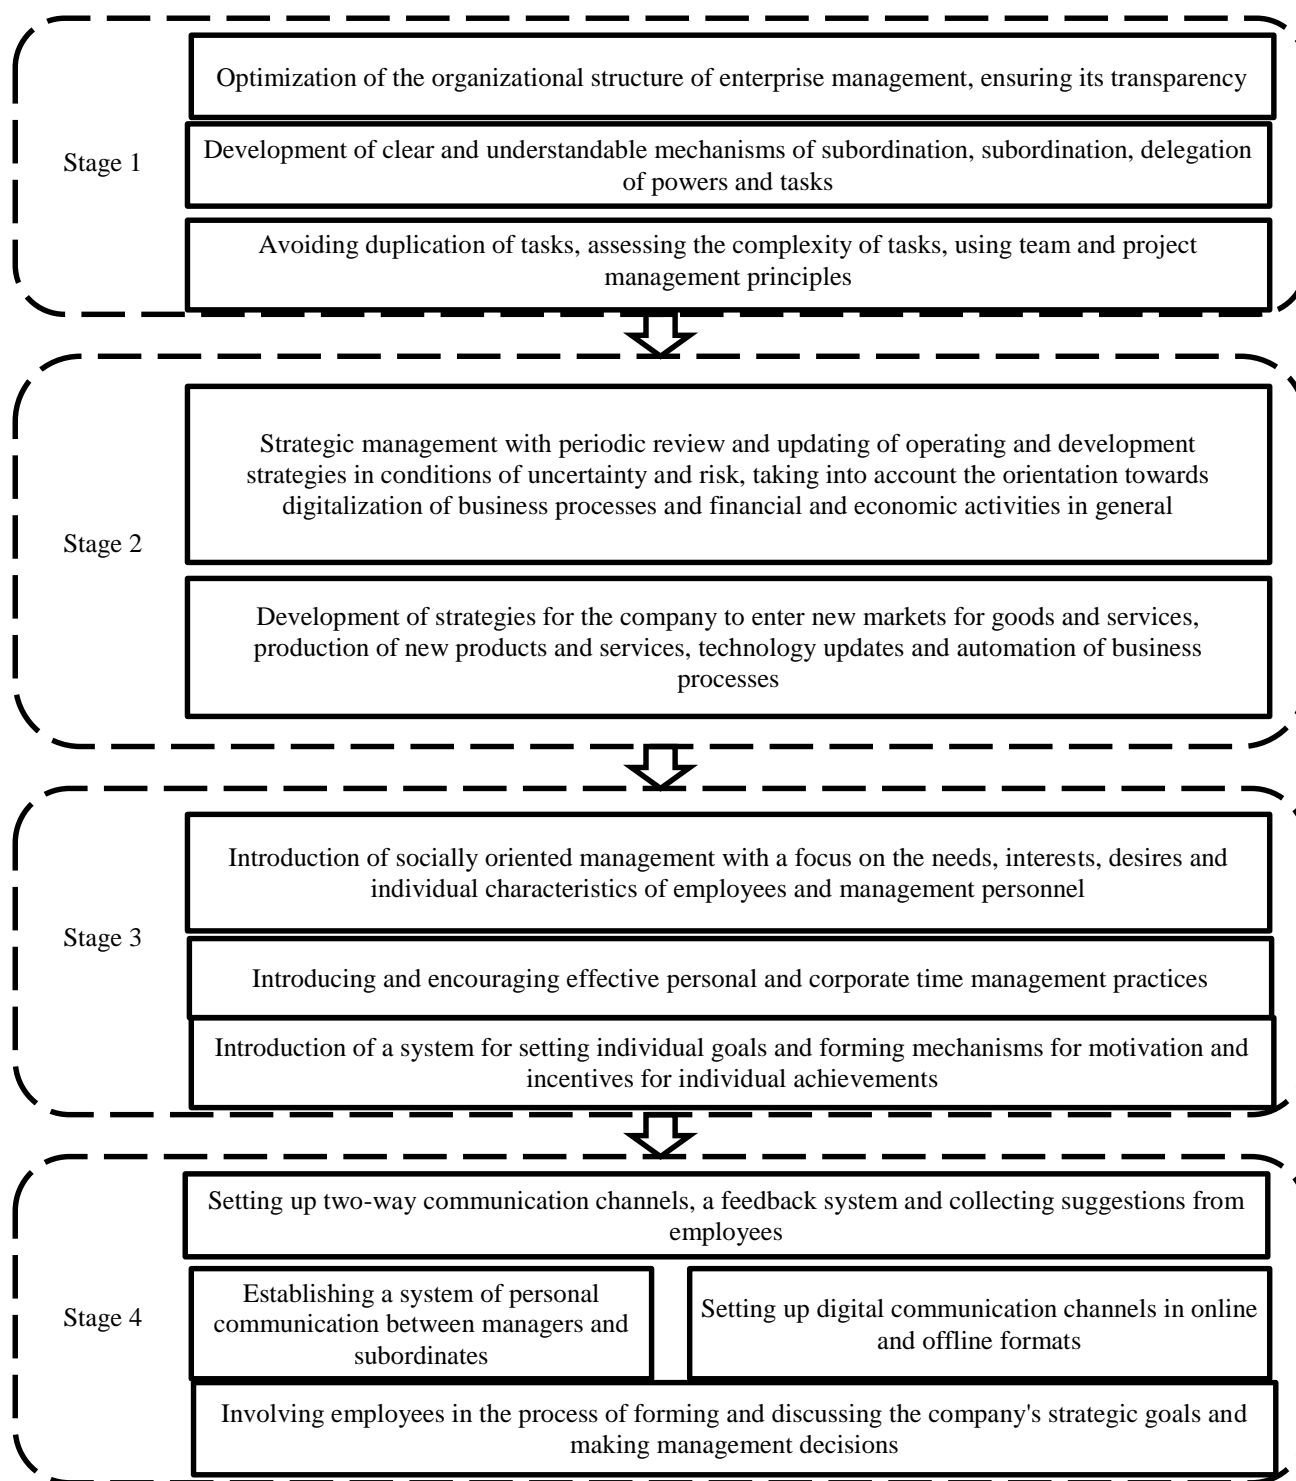 Optimization of the organizational structure of enterprise management, ensuring its transparency
Stage 1
Development of clear and understandable mechanisms of subordination, subordination, delegation
of powers and tasks
Avoiding duplication of tasks, assessing the complexity of tasks, using team and project
management principles
Stage 2
Strategic management with periodic review and updating of operating and development
strategies in conditions of uncertainty and risk, taking into account the orientation towards
digitalization of business processes and financial and economic activities in general
Development of strategies for the company to enter new markets for goods and services,
production of new products and services, technology updates and automation of business
processes
Stage 3
Introduction of socially oriented management with a focus on the needs, interests, desires and
individual characteristics of employees and management personnel
Introducing and encouraging effective personal and corporate time management practices
Introduction of a system for setting individual goals and forming mechanisms for motivation and
incentives for individual achievements
Stage 4
Setting up two-way communication channels, a feedback system and collecting suggestions from
employees
Establishing a system of personal
communication between managers and
subordinates
Setting up digital communication channels in online
and offline formats
Involving employees in the process of forming and discussing the company's strategic goals and
making management decisions